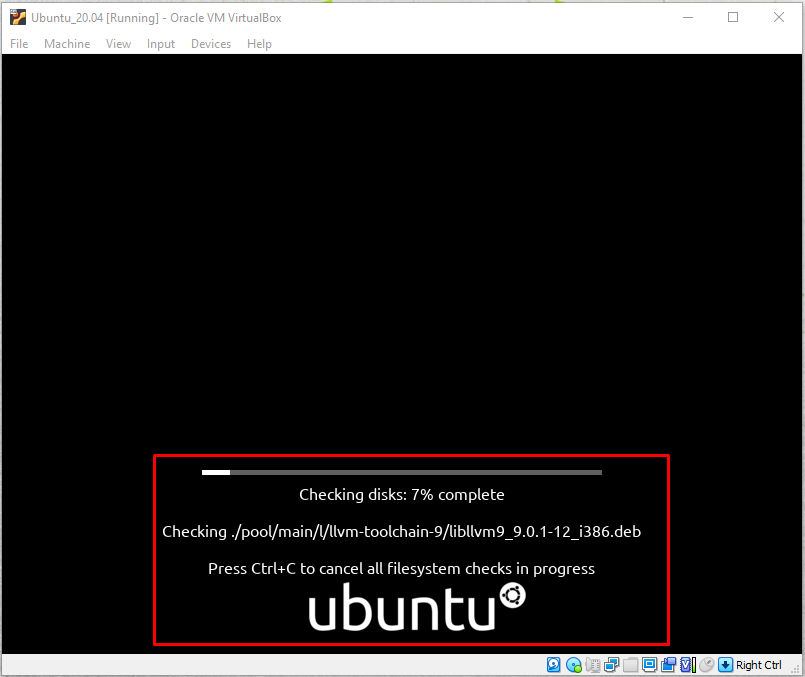 Ubuntu_20.04 [Running] - Oracle VM VirtualBox
File Machine View Input Devices Help
Checking disks: 7% complete
Checking ./pool/main/l/llvm-toolchain-9/libllvm9_9.0.1-12_i386.deb
Press Ctrl+C to cancel all filesystem checks in progress
ubuntu
Right Ctrl